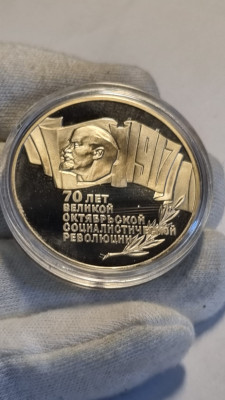 1917
70 ЛЕТ
ВЕЛИКОЙ
ОКТЯБРЬСКОЙ
СОЦИАЛИСТИЧЕСКОЙ
РЕВОЛЮЦИИ